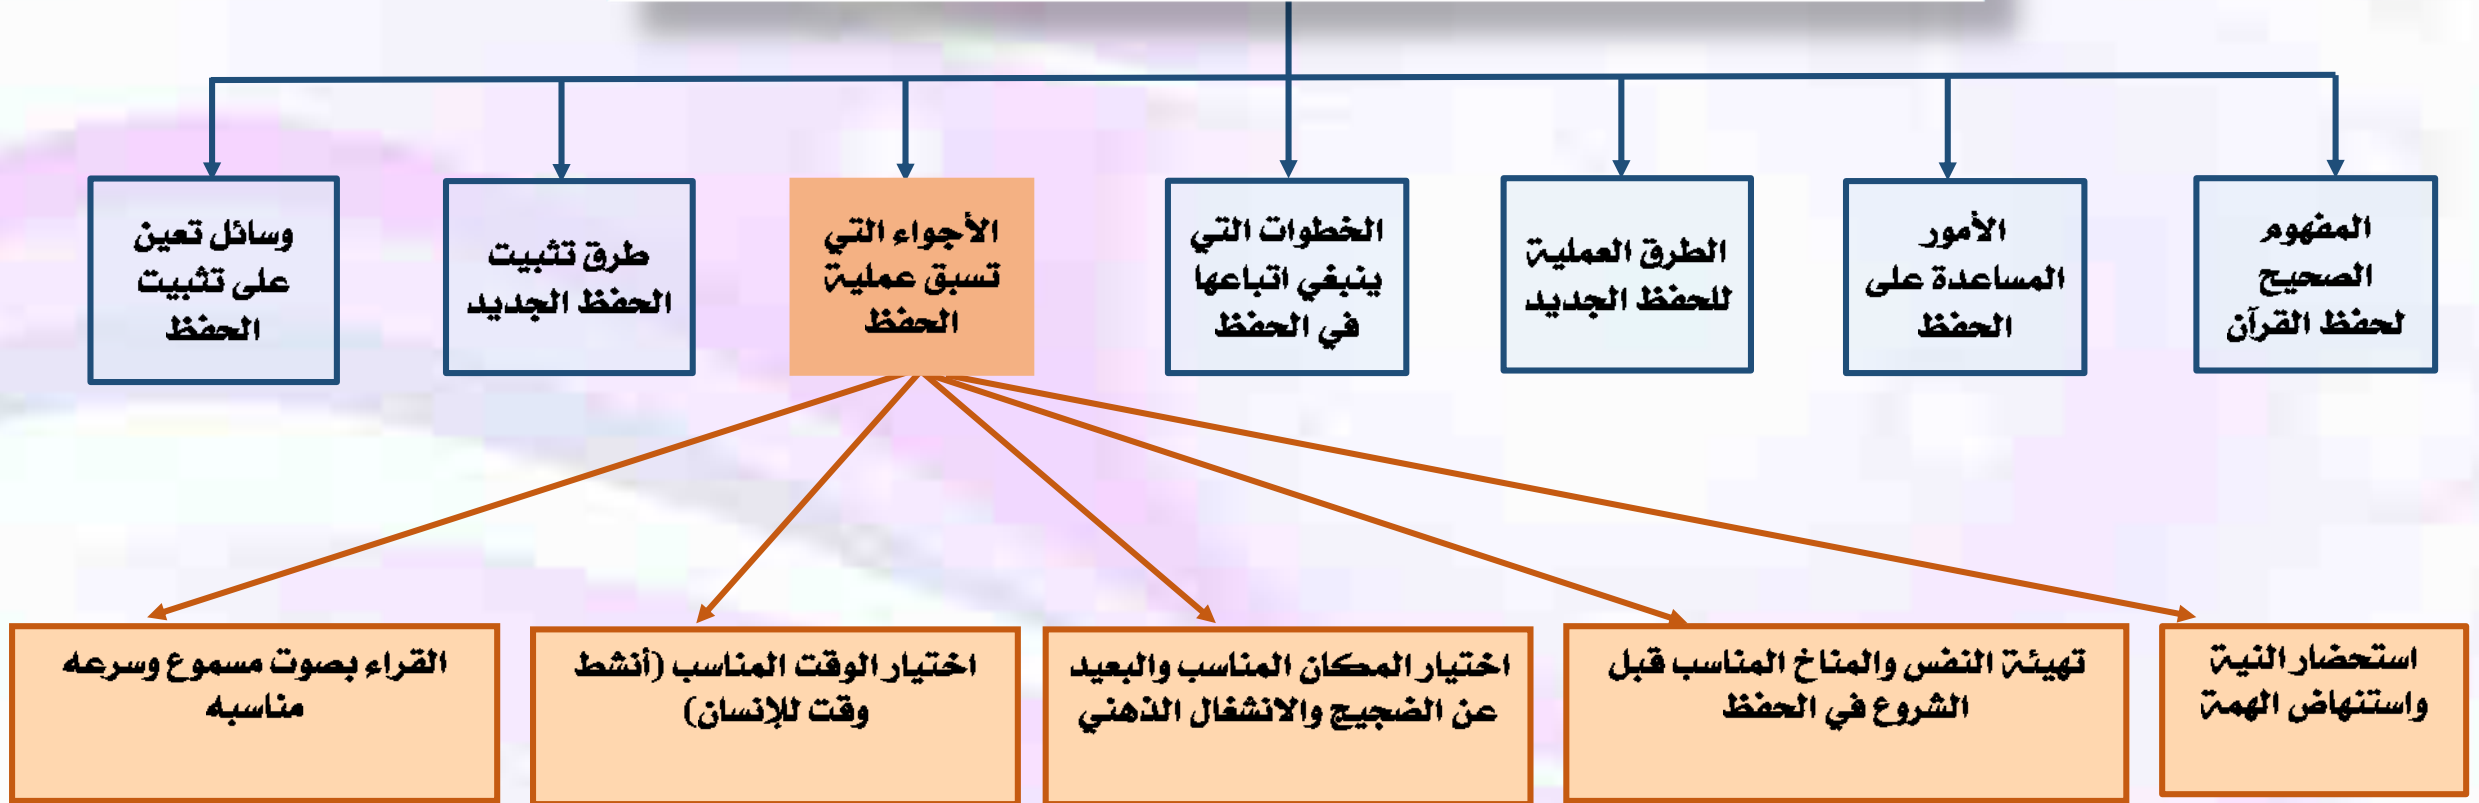 المفهوم
الصحيح
لحفظ القرآن
الأمور
المساعدة على
الحفظ
الطرق العملية
للحفظ الجديد
الخطوات التي
ينبغي اتباعها
في الحفظ
الأجواء التي
تسبق عملية
الحفظ
طرق تثبيت
الحفظ الجديد
وسائل تعين
على تثبيت
الحفظ
استحضار النية
واستنهاض الهمة
تهيئة النفس والمناخ المناسب قبل
الشروع في الحفظ
اختيار المكان المناسب والبعيد
عن الضجيج والانشغال الذهني
اختيار الوقت المناسب (أنشط
وقت للإنسان)
القراء بصوت مسموع وسرعه
مناسبه